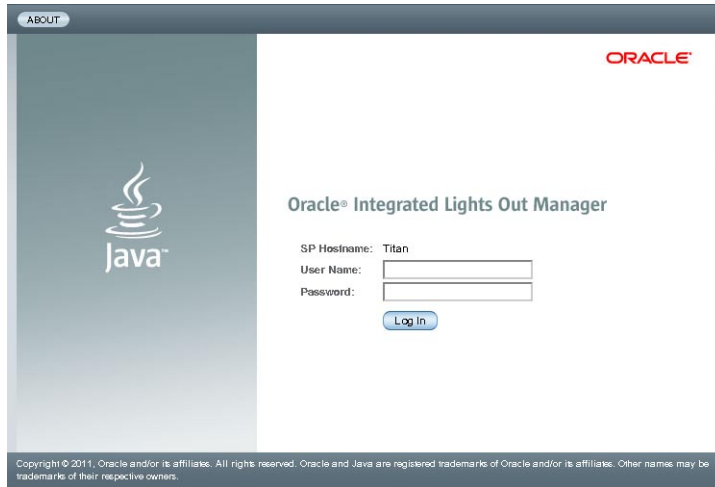 ABOUT
ORACLE®
Java™
Oracle® Integrated Lights Out Manager
SP Hostname: Titan
User Name:
Password:
Log In
Copyright © 2011, Oracle and/or its affiliates. All rights reserved. Oracle and Java are registered trademarks of Oracle and/or its affiliates. Other names may be
trademarks of their respective owners.